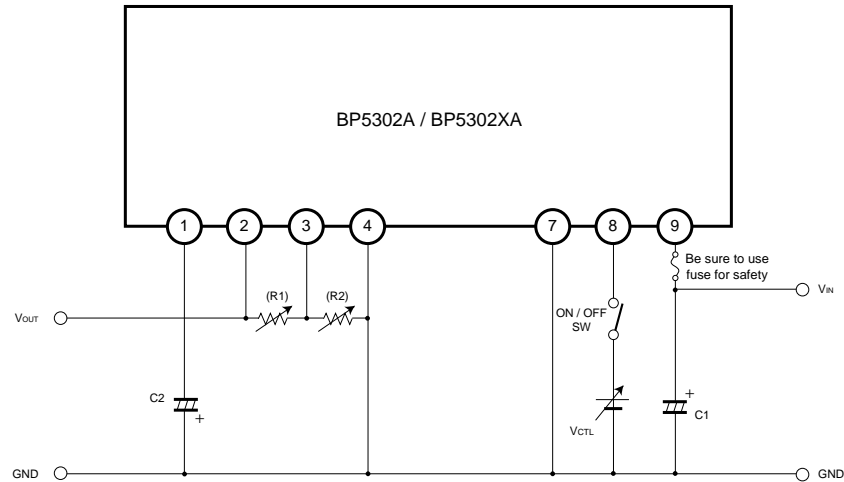 BP5302A / BP5302XA
1
2
3
4
7
8
9
Be sure to use
fuse for safety
(R1)
(R2)
VOUT
VIN
ON / OFF
SW
C2
+
+
C1
VCTL
GND
GND